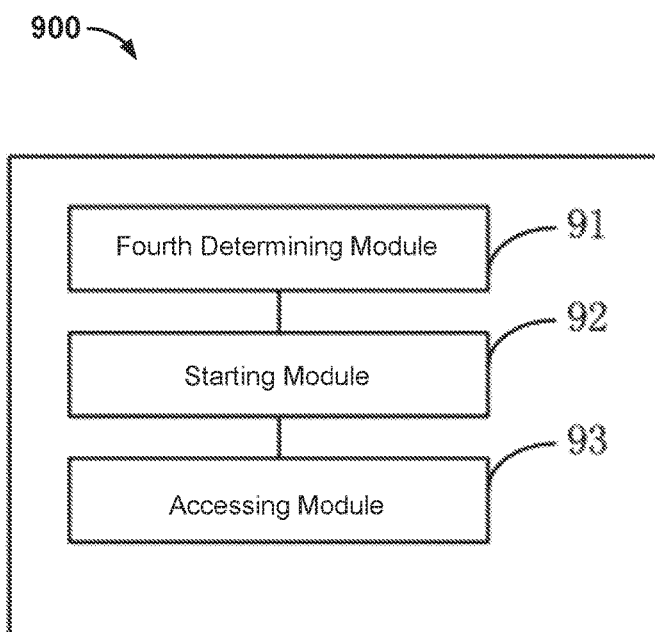 900
Fourth Determining Module
91
Starting Module
92
Accessing Module
93